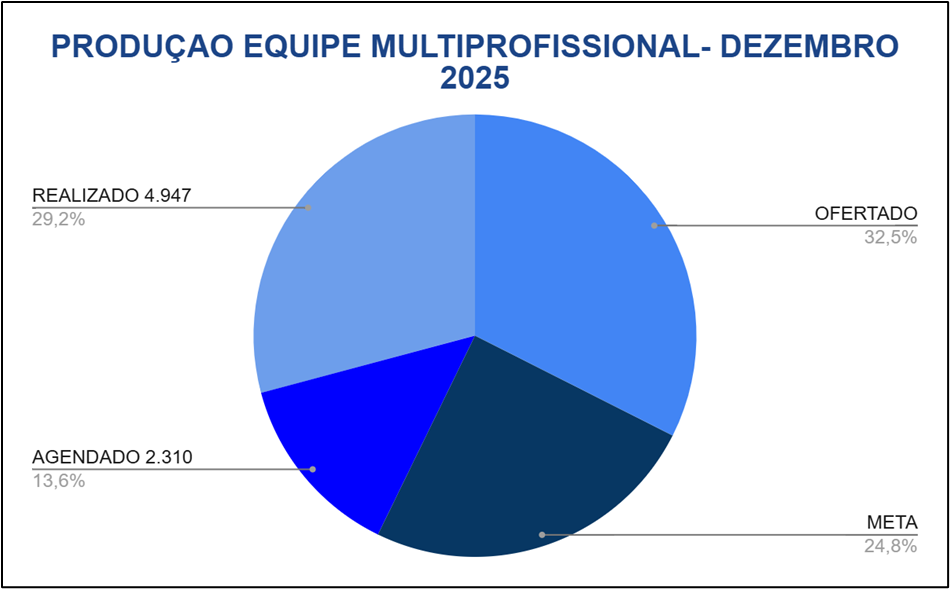 PRODUÇAO EQUIPE MULTIPROFISSIONAL- DEZEMBRO
2025
REALIZADO 4.947
29,2%
OFERTADO
32,5%
AGENDADO 2.310
13,6%
META
24,8%